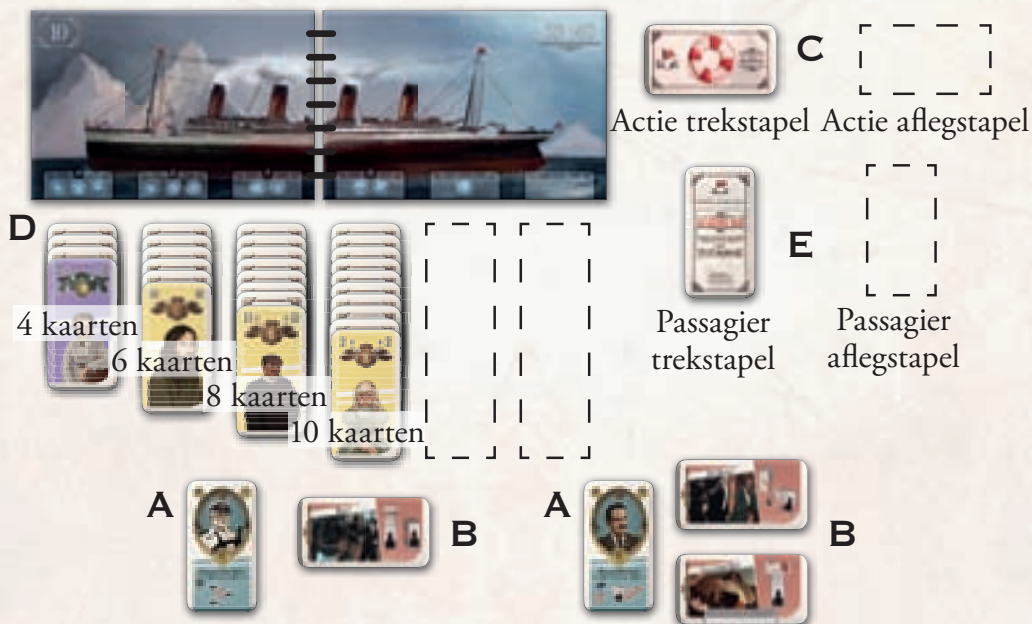 C
Actie trekstapel Actie aflegstapel
D
E
4 kaarten
6 kaarten
8 kaarten
10 kaarten
Passagier
trekstapel
Passagier
aflegstapel
A
B
A
B